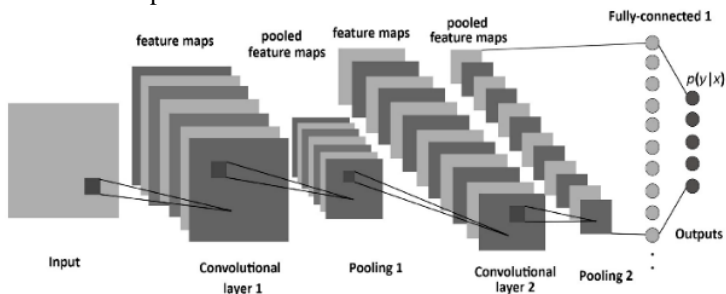 feature maps
pooled
feature maps
feature maps
pooled
feature maps
Fully-connected 1
p(y|x)
Input
Convolutional
layer 1
Pooling 1
Convolutional
layer 2
Pooling 2
Outputs